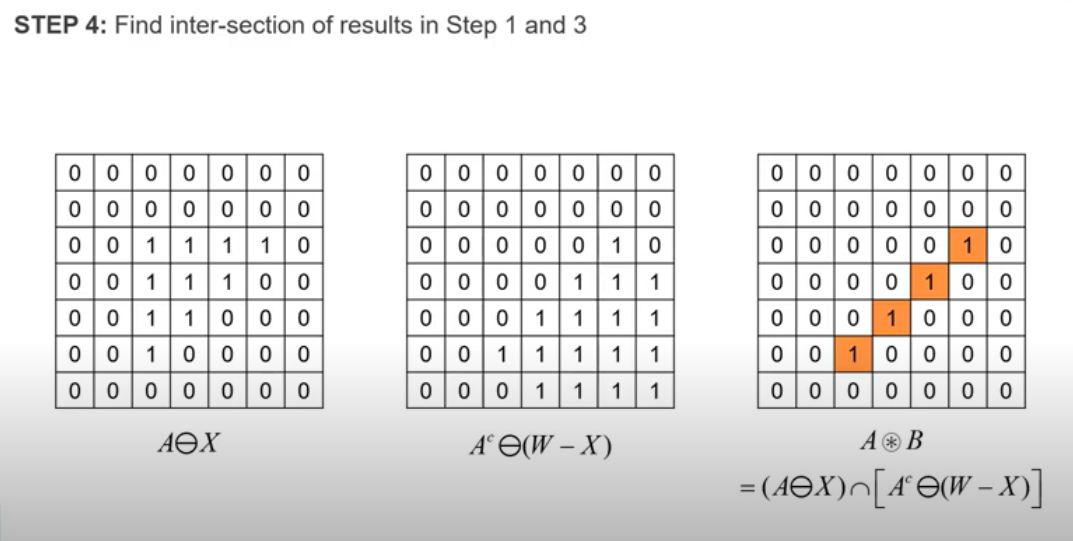 STEP 4: Find inter-section of results in Step 1 and 3
0 0 0 0 0 0 0
0 0 0 0 0 0 0
0 0 1 1 1 1 0
0 0 1 1 1 0 0
0 0 1 1 0 0 0
0 0 1 0 0 0 0
0 0 0 0 0 0 0
A⊖X
0 0 0 0 0 0 0
0 0 0 0 0 0 0
0 0 0 0 0 1 0
0 0 0 0 1 1 1
0 0 0 1 1 1 1
0 0 1 1 1 1 1
0 0 0 1 1 1 1
Aᶜ⊖(W – X)
0 0 0 0 0 0 0
0 0 0 0 0 0 0
0 0 0 0 0 1 0
0 0 0 0 1 0 0
0 0 0 1 0 0 0
0 0 1 0 0 0 0
0 0 0 0 0 0 0
A ⊛ B
= (A⊖X)∩[Aᶜ⊖(W – X)]